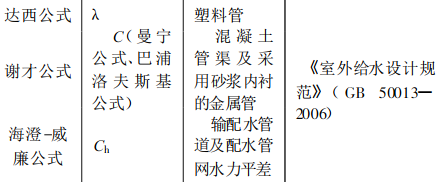 达西公式
λ
塑料管
谢才公式
C(曼宁
公式、巴浦
洛夫斯基
公式)
混凝土
管渠及采
用砂浆内衬
的金属管
海澄-威
廉公式
Ch
输配水管
道及配水管
网水力平差
《室外给水设计规
范》( GB 50013—
2006)